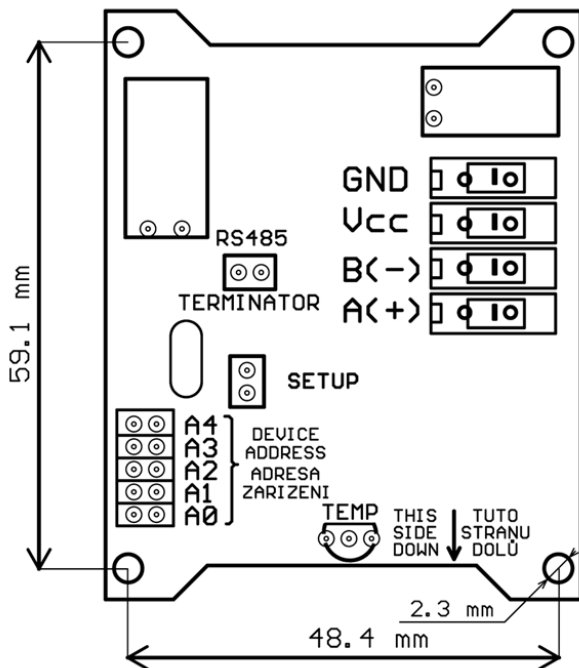 GND
Vcc
B(-)
A(+)
RS485
TERMINATOR
59.1 mm
SETUP
A4
A3
A2
A1
A0
DEVICE
ADDRESS
ADRESA
ZARIZENI
TEMP
THIS
SIDE
DOWN
TUTO
STRANU
DOLŮ
2.3 mm
48.4 mm